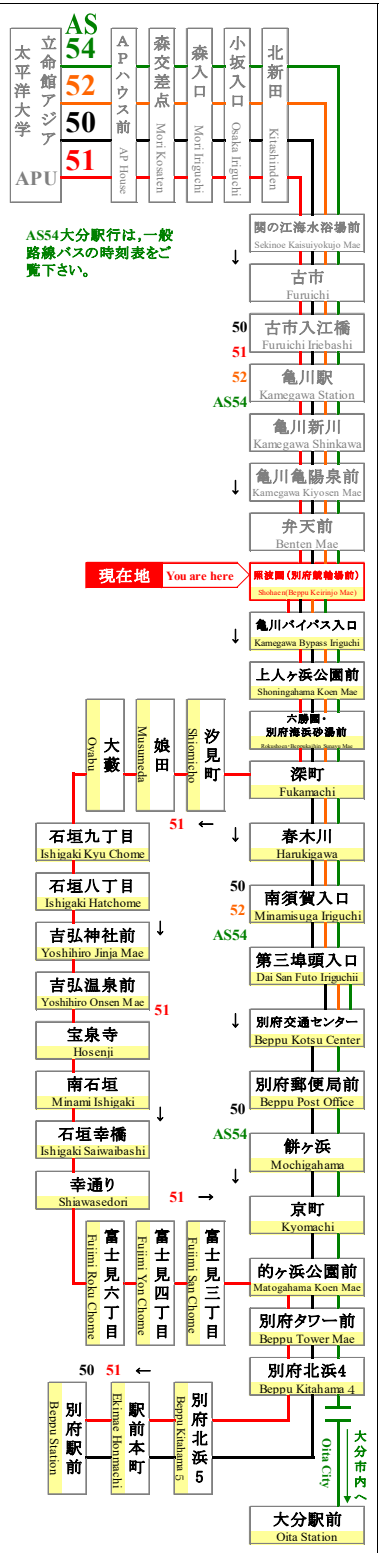 AS
54
52
50
51
立命館アジア
太平洋大学
APU
APハウス前
AP House
森交差点
Mori Kosaten
森入口
Mori Iriguchi
小坂入口
Osaka Iriguchi
北新田
Kitashinden
AS54大分駅行は,一般
路線バスの時刻表をご
覧下さい。
関の江海水浴場前
Sekinoe Kaisuiyokujo Mae
↓
古市
Furuichi
50
51
52
AS54
古市入江橋
Furuichi Iriebashi
亀川駅
Kamegawa Station
亀川新川
Kamegawa Shinkawa
亀川亀陽泉前
Kamegawa Kiyosen Mae
↓
弁天前
Benten Mae
現在地
You are here
照波園(別府競輪場前)
Shohaen(Beppu Keirinjo Mae)
亀川バイパス入口
Kamegawa Bypass Iriguchi
↓
上人ヶ浜公園前
Shoningahama Koen Mae
六勝園・
別府海浜砂湯前
Rokushoen・Beppukaihin Sunayu Mae
深町
Fukamachi
汐見町
Shiomicho
娘田
Musumeda
大藪
Oyabu
51 ←
石垣九丁目
Ishigaki Kyu Chome
石垣八丁目
Ishigaki Hatchome
吉弘神社前
Yoshihiro Jinja Mae
↓
吉弘温泉前
Yoshihiro Onsen Mae
51
宝泉寺
Hosenji
南石垣
Minami Ishigaki
↓
石垣幸橋
Ishigaki Saiwaibashi
幸通り
Shiawasedori
51 →
富士見六丁目
Fujimi Roku Chome
富士見四丁目
Fujimi Yon Chome
富士見三丁目
Fujimi San Chome
↓
春木川
Harukigawa
50
52
AS54
南須賀入口
Minamisuga Iriguchi
第三埠頭入口
Dai San Futo Iriguchii
↓
別府交通センター
Beppu Kotsu Center
別府郵便局前
Beppu Post Office
50
AS54
餅ヶ浜
Mochigahama
↓
京町
Kyomachi
的ヶ浜公園前
Matogahama Koen Mae
別府タワー前
Beppu Tower Mae
別府北浜4
Beppu Kitahama 4
50 51 ←
別府北浜5
Beppu Kitahama 5
駅前本町
Ekimae Honmachi
別府駅前
Beppu Station
大分市内へ
Oita City
大分駅前
Oita Station